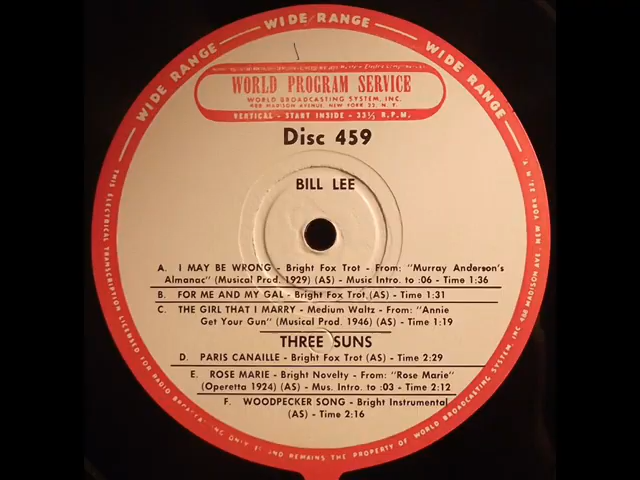 WIDE RANGE — WIDE RANGE — WIDE RANGE
WORLD PROGRAM SERVICE
WORLD BROADCASTING SYSTEM, INC.
488 MADISON AVENUE, NEW YORK 22, N. Y.
VERTICAL - START INSIDE - 33⅓ R.P.M.
Disc 459
BILL LEE
A. I MAY BE WRONG - Bright Fox Trot - From: "Murray Anderson's
Almanac" (Musical Prod. 1929) (AS) - Music Intro. to :06 - Time 1:36
B. FOR ME AND MY GAL - Bright Fox Trot (AS) - Time 1:31
C. THE GIRL THAT I MARRY - Medium Waltz - From: "Annie
Get Your Gun" (Musical Prod. 1946) (AS) - Time 1:19
THREE SUNS
D. PARIS CANAILLE - Bright Fox Trot (AS) - Time 2:29
E. ROSE MARIE - Bright Novelty - From: "Rose Marie"
(Operetta 1924) (AS) - Mus. Intro. to :03 - Time 2:12
F. WOODPECKER SONG - Bright Instrumental
(AS) - Time 2:16
THIS ELECTRICAL TRANSCRIPTION LICENSED FOR RADIO BROADCASTING ONLY AND REMAINS THE PROPERTY OF WORLD BROADCASTING SYSTEM, INC 488 MADISON AVE. NEW YORK 22, N.Y.